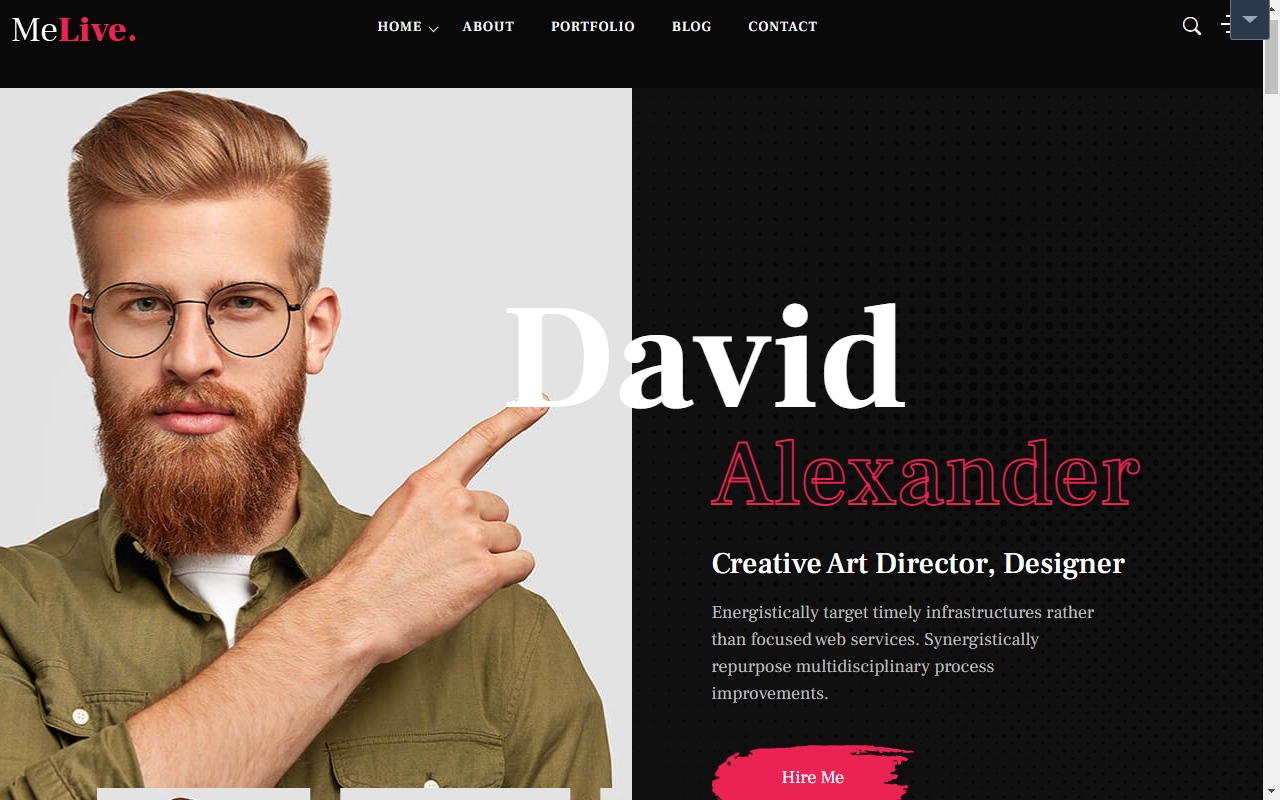 MeLive.
HOME
ABOUT
PORTFOLIO
BLOG
CONTACT
David
Alexander
Creative Art Director, Designer
Energistically target timely infrastructures rather
than focused web services. Synergistically
repurpose multidisciplinary process
improvements.
Hire Me